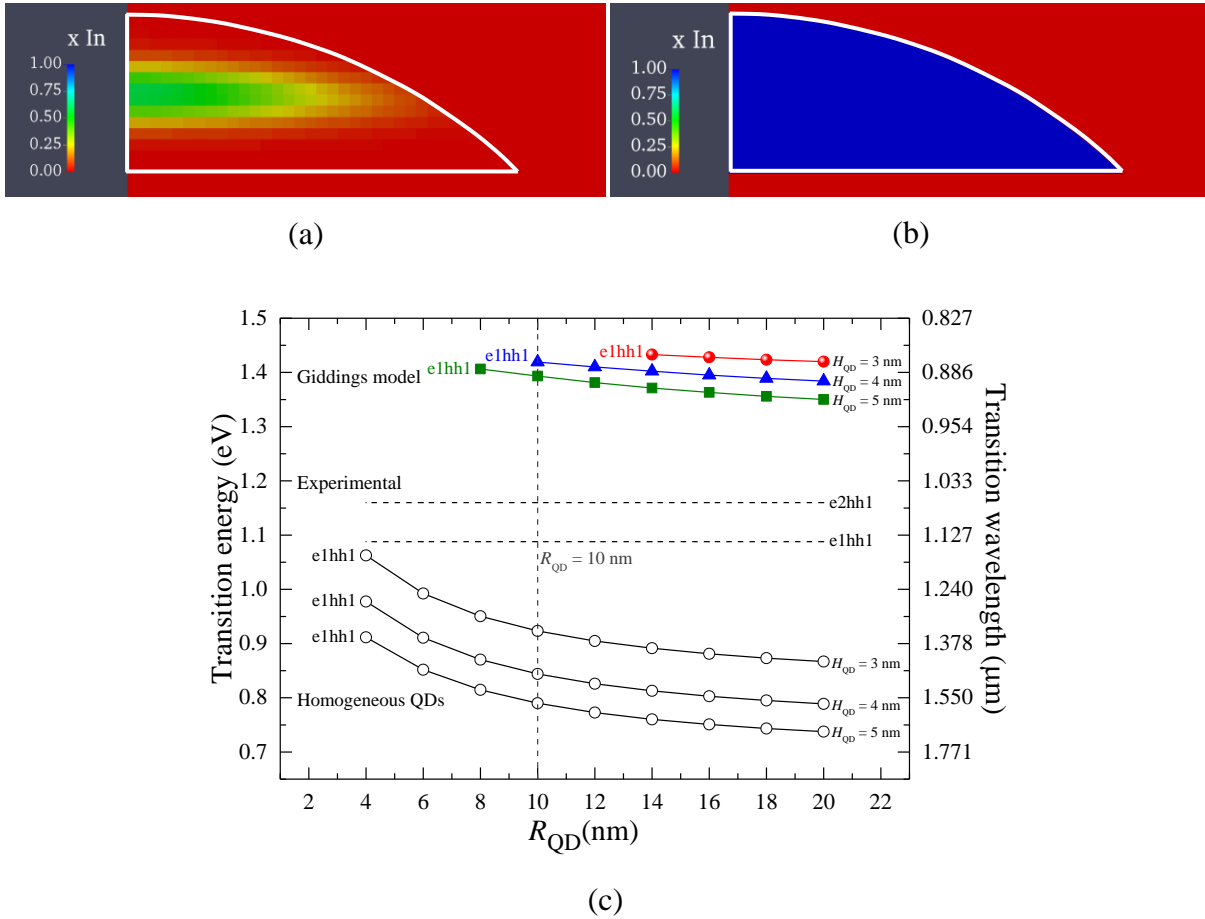 x In
1.00
0.75
0.50
0.25
0.00
x In
1.00
0.75
0.50
0.25
0.00
(a)
(b)
1.5
1.4
1.3
1.2
1.1
1.0
0.9
0.8
0.7
Transition energy (eV)
0.827
0.886
0.954
1.033
1.127
1.240
1.378
1.550
1.771
Transition wavelength (μm)
e1hh1
H_QD = 3 nm
e1hh1
H_QD = 4 nm
Giddings model
e1hh1
H_QD = 5 nm
Experimental
e2hh1
e1hh1
R_QD = 10 nm
e1hh1
e1hh1
e1hh1
H_QD = 3 nm
Homogeneous QDs
H_QD = 4 nm
H_QD = 5 nm
2 4 6 8 10 12 14 16 18 20 22
R_QD(nm)
(c)